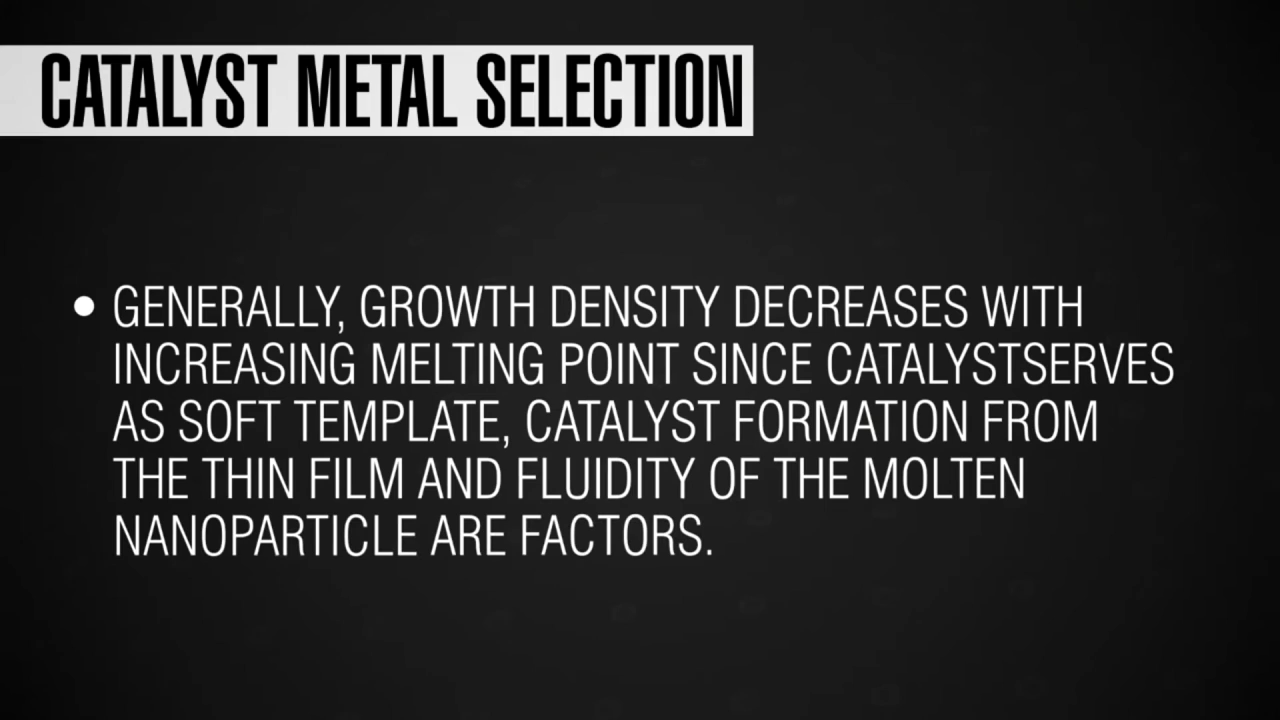 CATALYST METAL SELECTION
• GENERALLY, GROWTH DENSITY DECREASES WITH
INCREASING MELTING POINT SINCE CATALYSTSERVES
AS SOFT TEMPLATE, CATALYST FORMATION FROM
THE THIN FILM AND FLUIDITY OF THE MOLTEN
NANOPARTICLE ARE FACTORS.